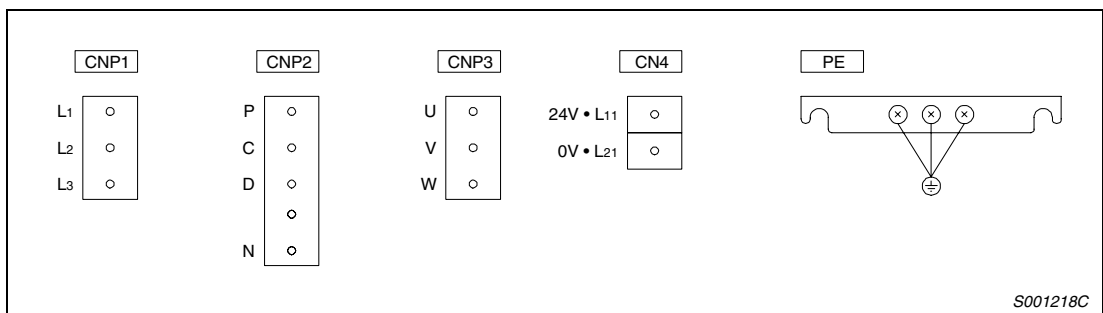 CNP1
CNP2
CNP3
CN4
PE
L1
L2
L3
P
C
D
N
U
V
W
24V • L11
0V • L21
S001218C